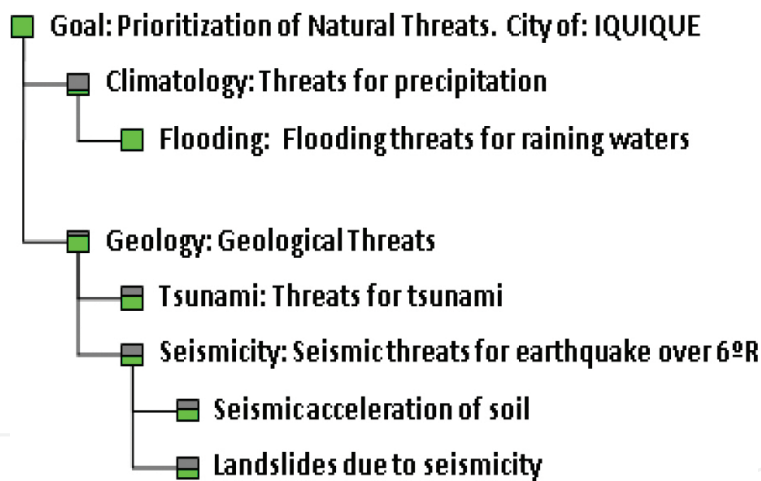 Goal: Prioritization of Natural Threats. City of: IQUIQUE
Climatology: Threats for precipitation
Flooding: Flooding threats for raining waters
Geology: Geological Threats
Tsunami: Threats for tsunami
Seismicity: Seismic threats for earthquake over 6ºR
Seismic acceleration of soil
Landslides due to seismicity